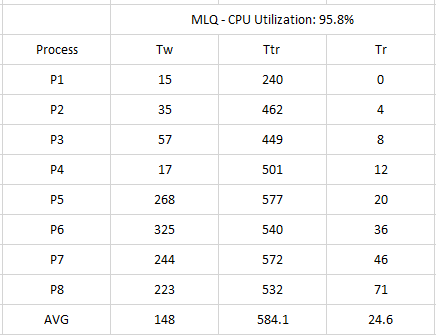 MLQ - CPU Utilization: 95.8%
Process Tw Ttr Tr
P1 15 240 0
P2 35 462 4
P3 57 449 8
P4 17 501 12
P5 268 577 20
P6 325 540 36
P7 244 572 46
P8 223 532 71
AVG 148 584.1 24.6